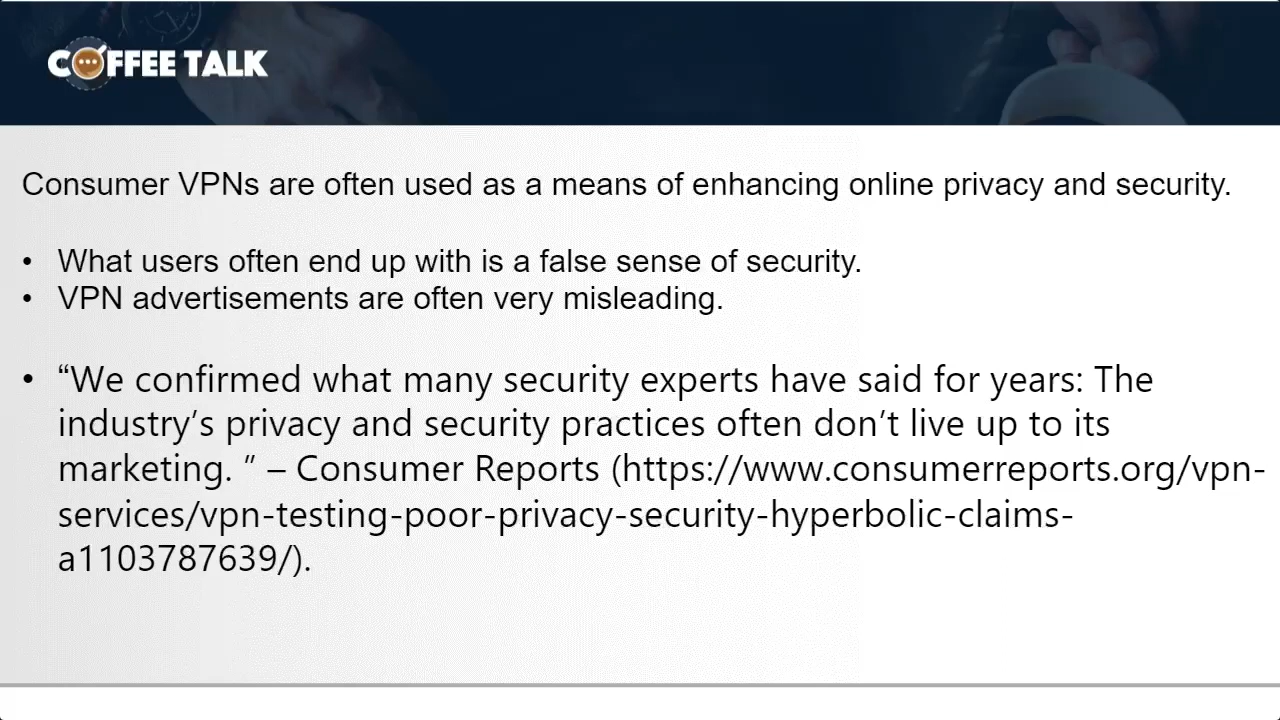 COFFEE TALK
Consumer VPNs are often used as a means of enhancing online privacy and security.
• What users often end up with is a false sense of security.
• VPN advertisements are often very misleading.
• “We confirmed what many security experts have said for years: The
industry’s privacy and security practices often don’t live up to its
marketing. ” – Consumer Reports (https://www.consumerreports.org/vpn-
services/vpn-testing-poor-privacy-security-hyperbolic-claims-
a1103787639/).